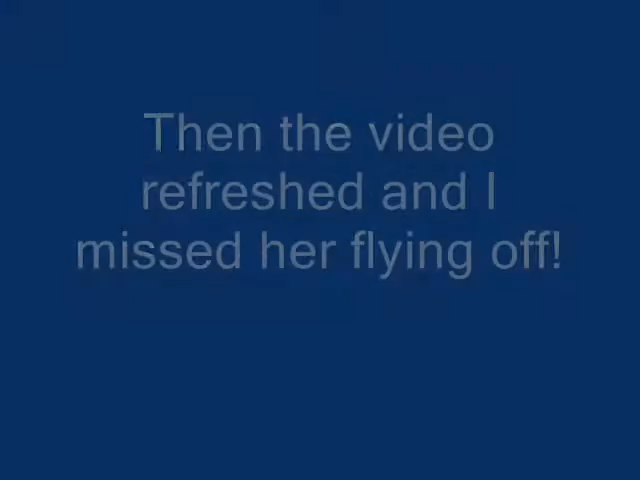 Then the video
refreshed and I
missed her flying off!